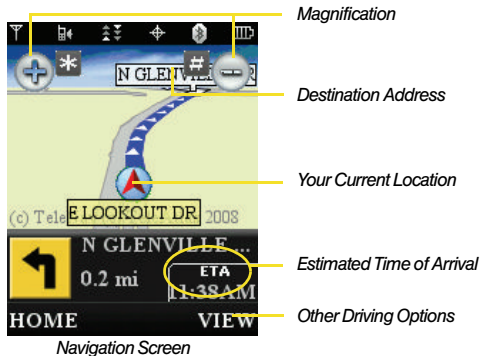 Magnification
*
#
N GLENVILLE DR
Destination Address
Your Current Location
E LOOKOUT DR
(c) Tele 2008
N GLENVILLE ...
0.2 mi
ETA
11:38AM
Estimated Time of Arrival
HOME
VIEW
Other Driving Options
Navigation Screen